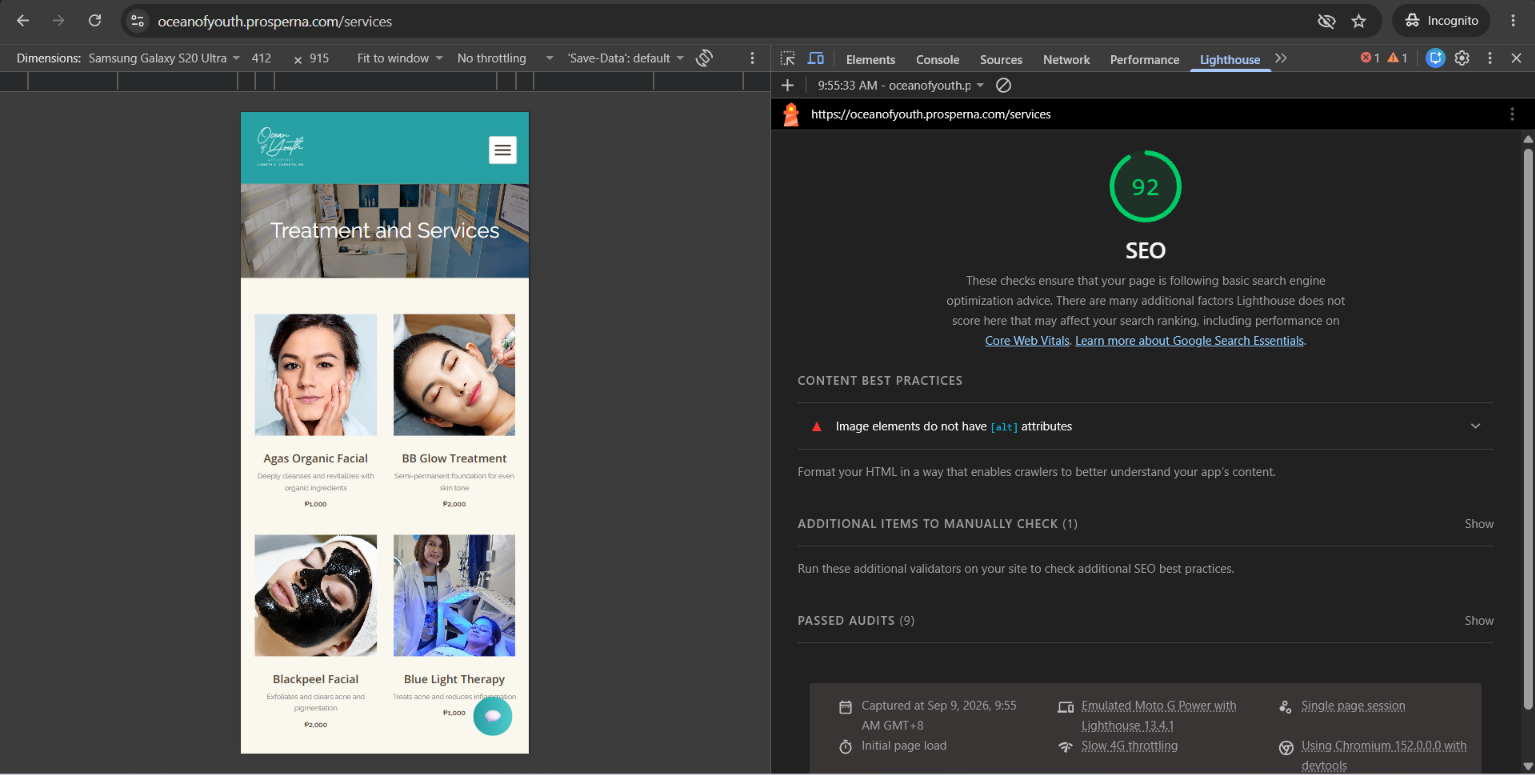 oceanofyouth.prosperna.com/services
Incognito
Dimensions: Samsung Galaxy S20 Ultra 412 × 915 Fit to window No throttling 'Save-Data': default
Elements Console Sources Network Performance Lighthouse 1 1
9:55:33 AM - oceanofyouth.p
https://oceanofyouth.prosperna.com/services
Ocean of Youth
Treatment and Services
Agas Organic Facial
Deeply cleanses and revitalizes with
organic ingredients
₱1,000
BB Glow Treatment
Semi-permanent foundation for even
skin tone
₱2,000
Blackpeel Facial
Exfoliates and clears acne and
pigmentation
₱2,000
Blue Light Therapy
Treats acne and reduces inflammation
₱1,000
92
SEO
These checks ensure that your page is following basic search engine
optimization advice. There are many additional factors Lighthouse does not
score here that may affect your search ranking, including performance on
Core Web Vitals. Learn more about Google Search Essentials.
CONTENT BEST PRACTICES
Image elements do not have [alt] attributes
Format your HTML in a way that enables crawlers to better understand your app's content.
ADDITIONAL ITEMS TO MANUALLY CHECK (1) Show
Run these additional validators on your site to check additional SEO best practices.
PASSED AUDITS (9) Show
Captured at Sep 9, 2026, 9:55
AM GMT+8
Emulated Moto G Power with
Lighthouse 13.4.1
Single page session
Initial page load
Slow 4G throttling
Using Chromium 152.0.0.0 with
devtools